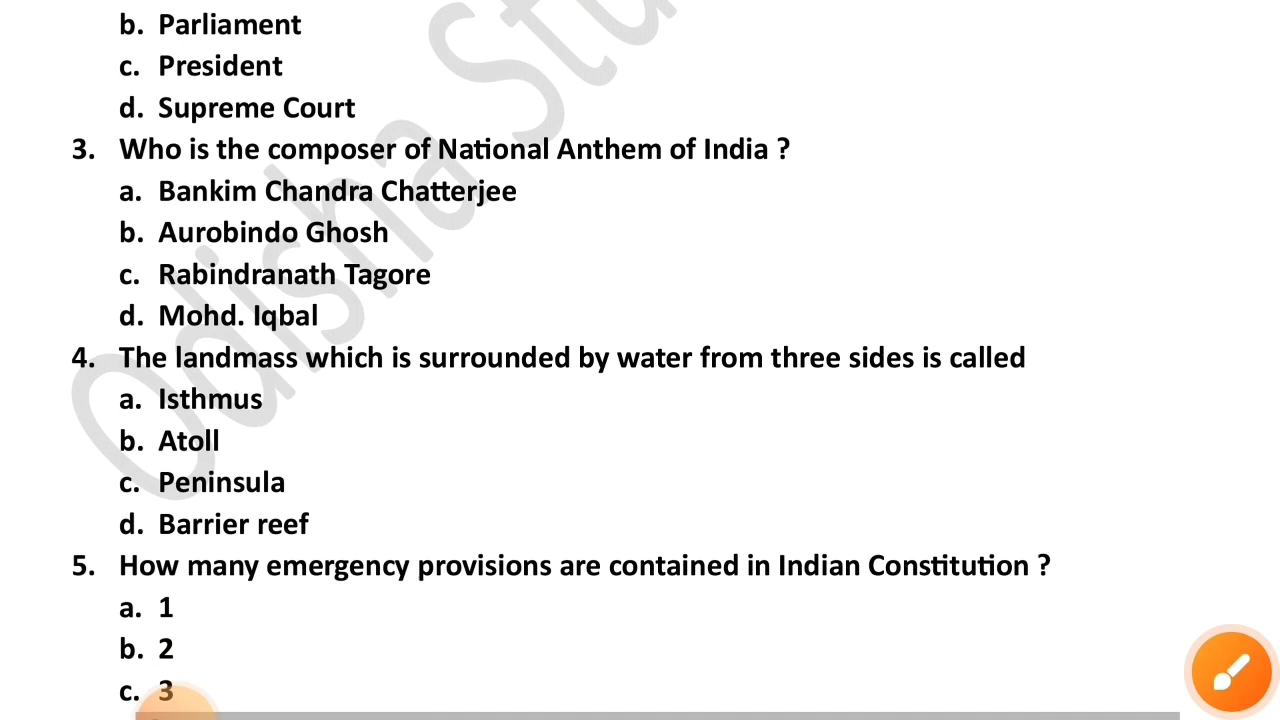 b. Parliament
c. President
d. Supreme Court
3. Who is the composer of National Anthem of India ?
a. Bankim Chandra Chatterjee
b. Aurobindo Ghosh
c. Rabindranath Tagore
d. Mohd. Iqbal
4. The landmass which is surrounded by water from three sides is called
a. Isthmus
b. Atoll
c. Peninsula
d. Barrier reef
5. How many emergency provisions are contained in Indian Constitution ?
a. 1
b. 2
c. 3
Odisha